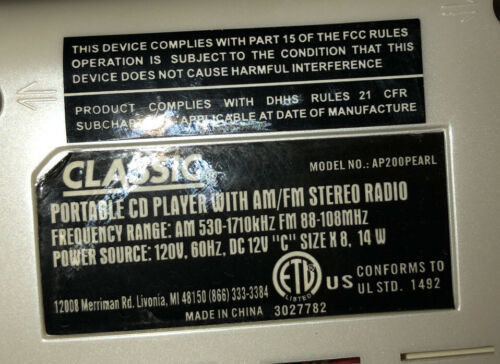 THIS DEVICE COMPLIES WITH PART 15 OF THE FCC RULES
OPERATION IS SUBJECT TO THE CONDITION THAT THIS
DEVICE DOES NOT CAUSE HARMFUL INTERFERENCE.
PRODUCT COMPLIES WITH DHHS RULES 21 CFR
APPLICABLE AT DATE OF MANUFACTURE
CLASSIC
MODEL NO.: AP200PEARL
PORTABLE CD PLAYER WITH AM/FM STEREO RADIO
FREQUENCY RANGE: AM 530-1710kHz FM 88-108MHz
POWER SOURCE: 120V, 60Hz, DC 12V "C" SIZE X 8, 14 W
ETL
LISTED
US
CONFORMS TO
UL STD. 1492
12008 Merriman Rd. Livonia, MI 48150 (866) 333-3384
MADE IN CHINA 3027782